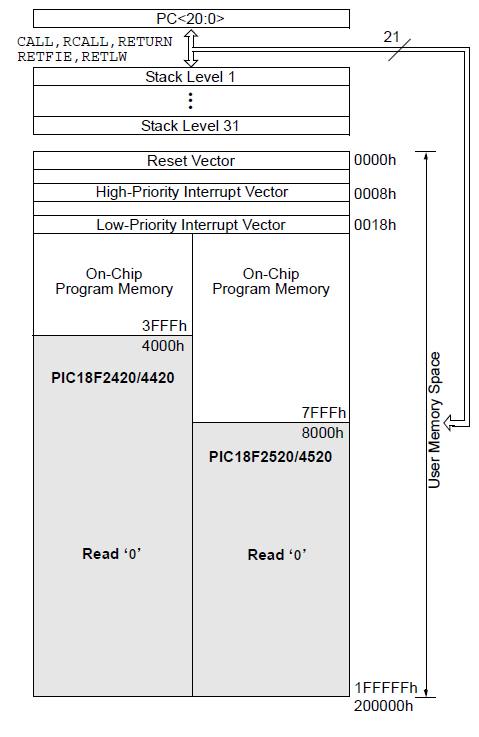 PC<20:0>
CALL,RCALL,RETURN
RETFIE,RETLW
21
Stack Level 1
Stack Level 31
Reset Vector
0000h
High-Priority Interrupt Vector
0008h
Low-Priority Interrupt Vector
0018h
On-Chip
Program Memory
On-Chip
Program Memory
3FFFh
4000h
PIC18F2420/4420
7FFFh
8000h
PIC18F2520/4520
User Memory Space
Read ‘0’
Read ‘0’
1FFFFFh
200000h